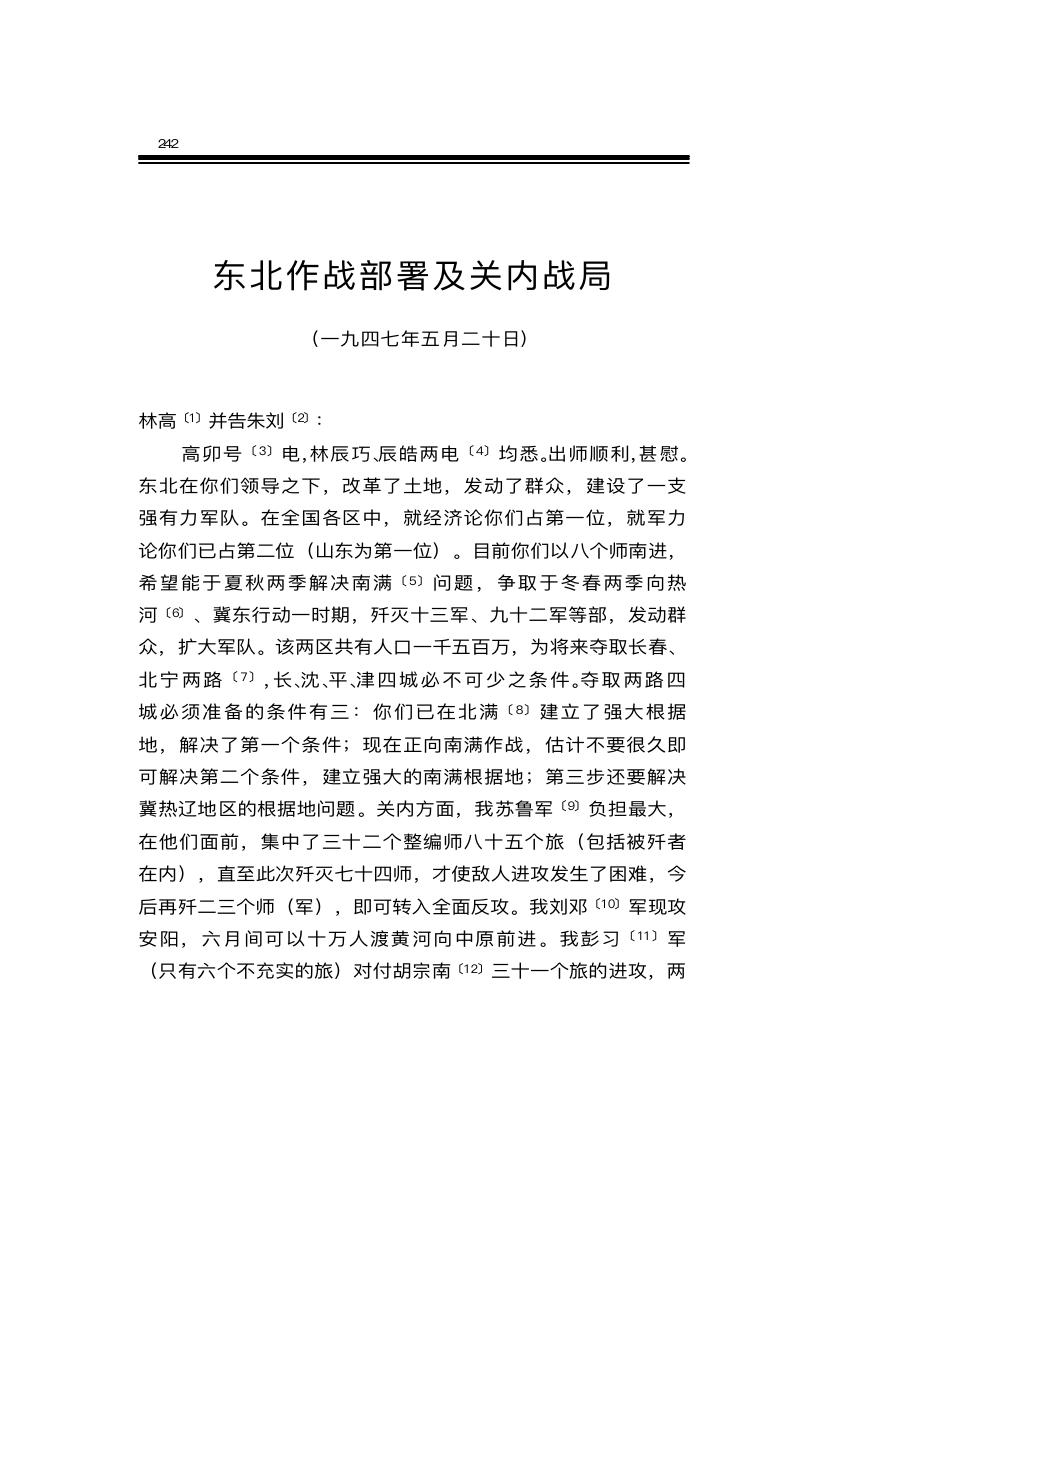 242
东北作战部署及关内战局
（一九四七年五月二十日）
林高〔1〕并告朱刘〔2〕：
高卯号〔3〕电,林辰巧、辰皓两电〔4〕均悉。出师顺利,甚慰。
东北在你们领导之下，改革了土地，发动了群众，建设了一支
强有力军队。在全国各区中，就经济论你们占第一位，就军力
论你们已占第二位（山东为第一位）。目前你们以八个师南进，
希望能于夏秋两季解决南满〔5〕问题，争取于冬春两季向热
河〔6〕、冀东行动一时期，歼灭十三军、九十二军等部，发动群
众，扩大军队。该两区共有人口一千五百万，为将来夺取长春、
北宁两路〔7〕,长、沈、平、津四城必不可少之条件。夺取两路四
城必须准备的条件有三：你们已在北满〔8〕建立了强大根据
地，解决了第一个条件；现在正向南满作战，估计不要很久即
可解决第二个条件，建立强大的南满根据地；第三步还要解决
冀热辽地区的根据地问题。关内方面，我苏鲁军〔9〕负担最大，
在他们面前，集中了三十二个整编师八十五个旅（包括被歼者
在内），直至此次歼灭七十四师，才使敌人进攻发生了困难，今
后再歼二三个师（军），即可转入全面反攻。我刘邓〔10〕军现攻
安阳，六月间可以十万人渡黄河向中原前进。我彭习〔11〕军
（只有六个不充实的旅）对付胡宗南〔12〕三十一个旅的进攻，两